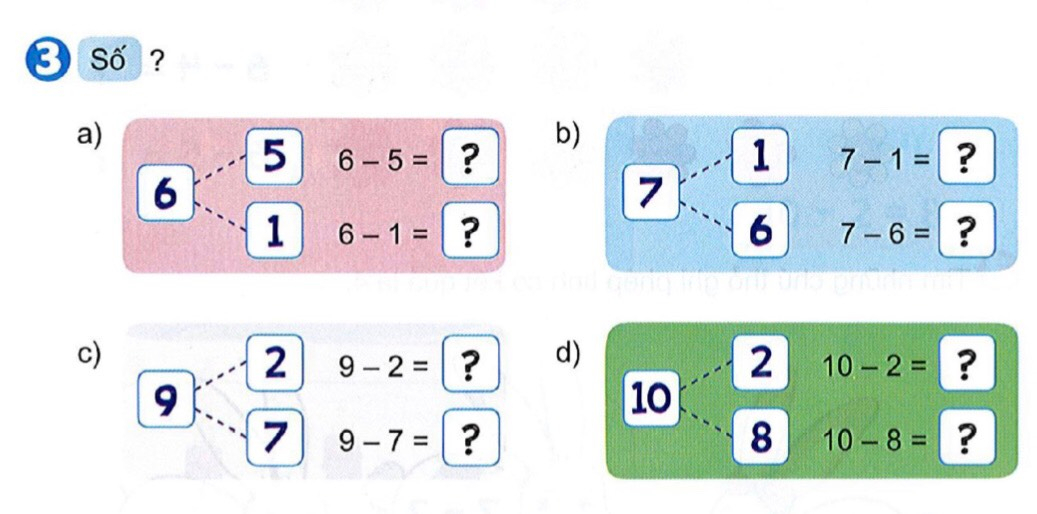 3 Số ?
a)
5 6 – 5 = ?
6
1 6 – 1 = ?
b)
1 7 – 1 = ?
7
6 7 – 6 = ?
c)
2 9 – 2 = ?
9
7 9 – 7 = ?
d)
2 10 – 2 = ?
10
8 10 – 8 = ?